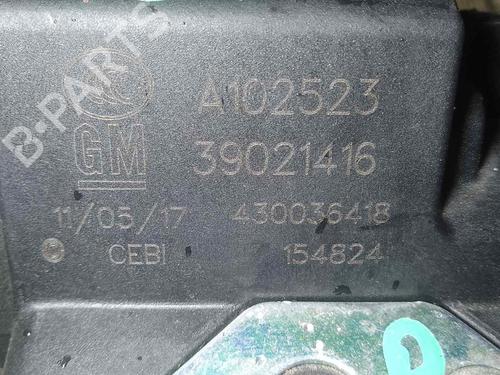 B-PARTS
A102523
GM
39021416
11/05/17 430036418
CEBI 154824